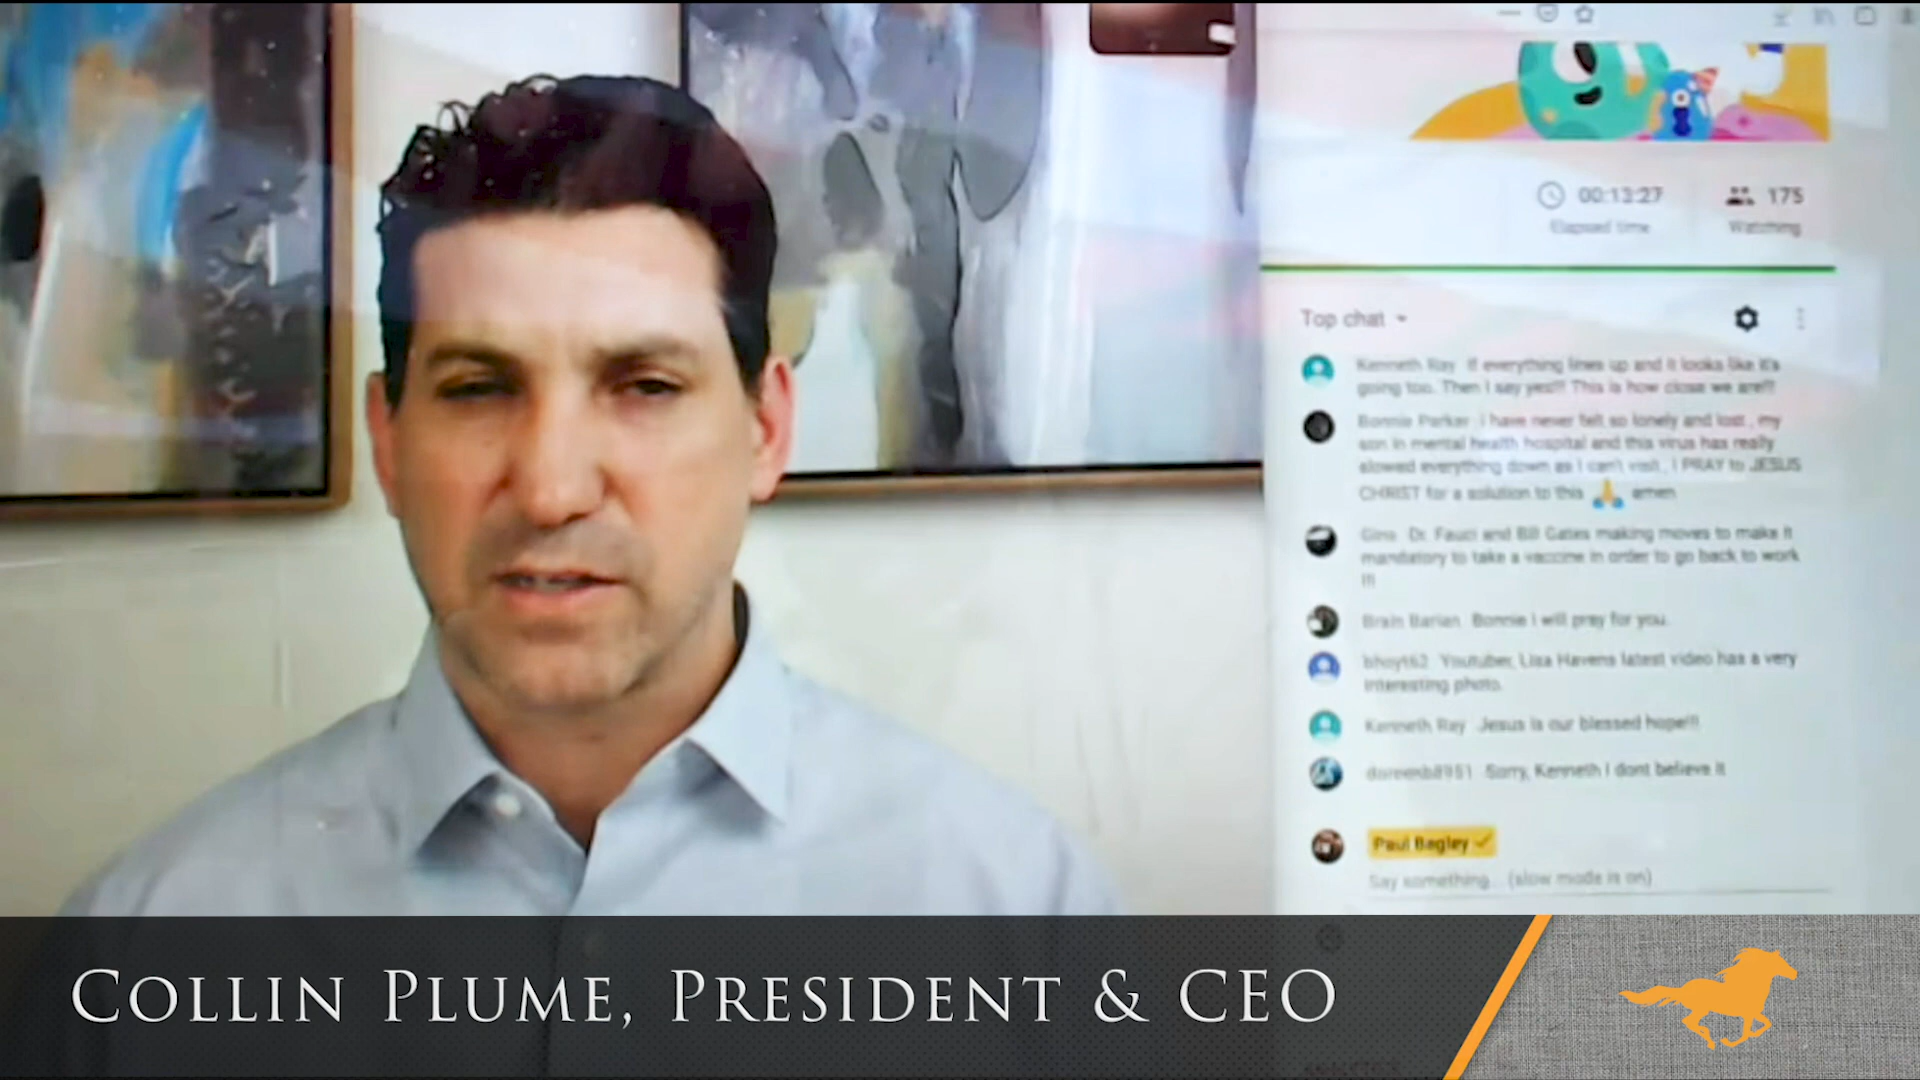 00:13:27
175
Elapsed time
Watching
Top chat
Kenneth Ray If everything lines up and it looks like it's
going too. Then I say yes!! This is how close we are!!
Bonnie Parker I have never felt so lonely and lost , my
son in mental health hospital and this virus has really
slowed everything down as I can't visit , I PRAY to JESUS
CHRIST for a solution to this 🙏 amen
Gina Dr. Fauci and Bill Gates making moves to make it
mandatory to take a vaccine in order to go back to work
!!!
Brain Barian Bonnie I will pray for you.
bhoyt62 Youtuber, Lisa Havens latest video has a very
interesting photo.
Kenneth Ray Jesus is our blessed hope!!!
Sorry, Kenneth I dont believe it
Paul Begley ✓
Say something... (slow mode is on)
COLLIN PLUME, PRESIDENT & CEO